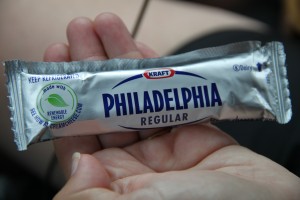 KEEP REFRIGERATED
made with
RENEWABLE
ENERGY
KRAFT
PHILADELPHIA
REGULAR